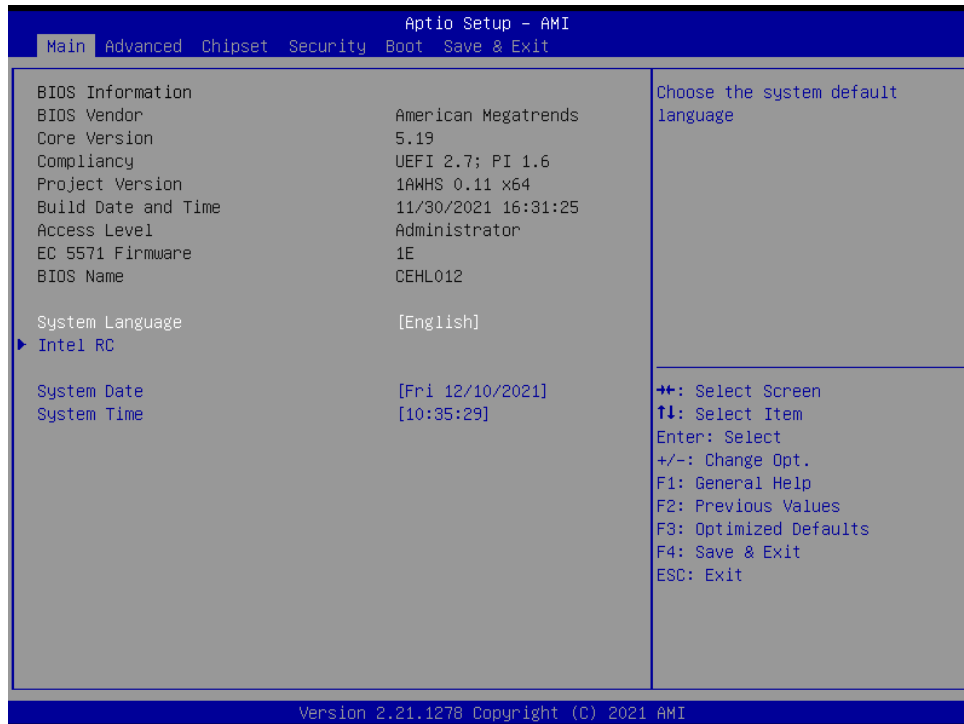 Aptio Setup – AMI
Main Advanced Chipset Security Boot Save & Exit
BIOS Information
BIOS Vendor American Megatrends
Core Version 5.19
Compliancy UEFI 2.7; PI 1.6
Project Version 1AWHS 0.11 x64
Build Date and Time 11/30/2021 16:31:25
Access Level Administrator
EC 5571 Firmware 1E
BIOS Name CEHL012
System Language [English]
Intel RC
System Date [Fri 12/10/2021]
System Time [10:35:29]
Choose the system default
language
→←: Select Screen
↑↓: Select Item
Enter: Select
+/-: Change Opt.
F1: General Help
F2: Previous Values
F3: Optimized Defaults
F4: Save & Exit
ESC: Exit
Version 2.21.1278 Copyright (C) 2021 AMI